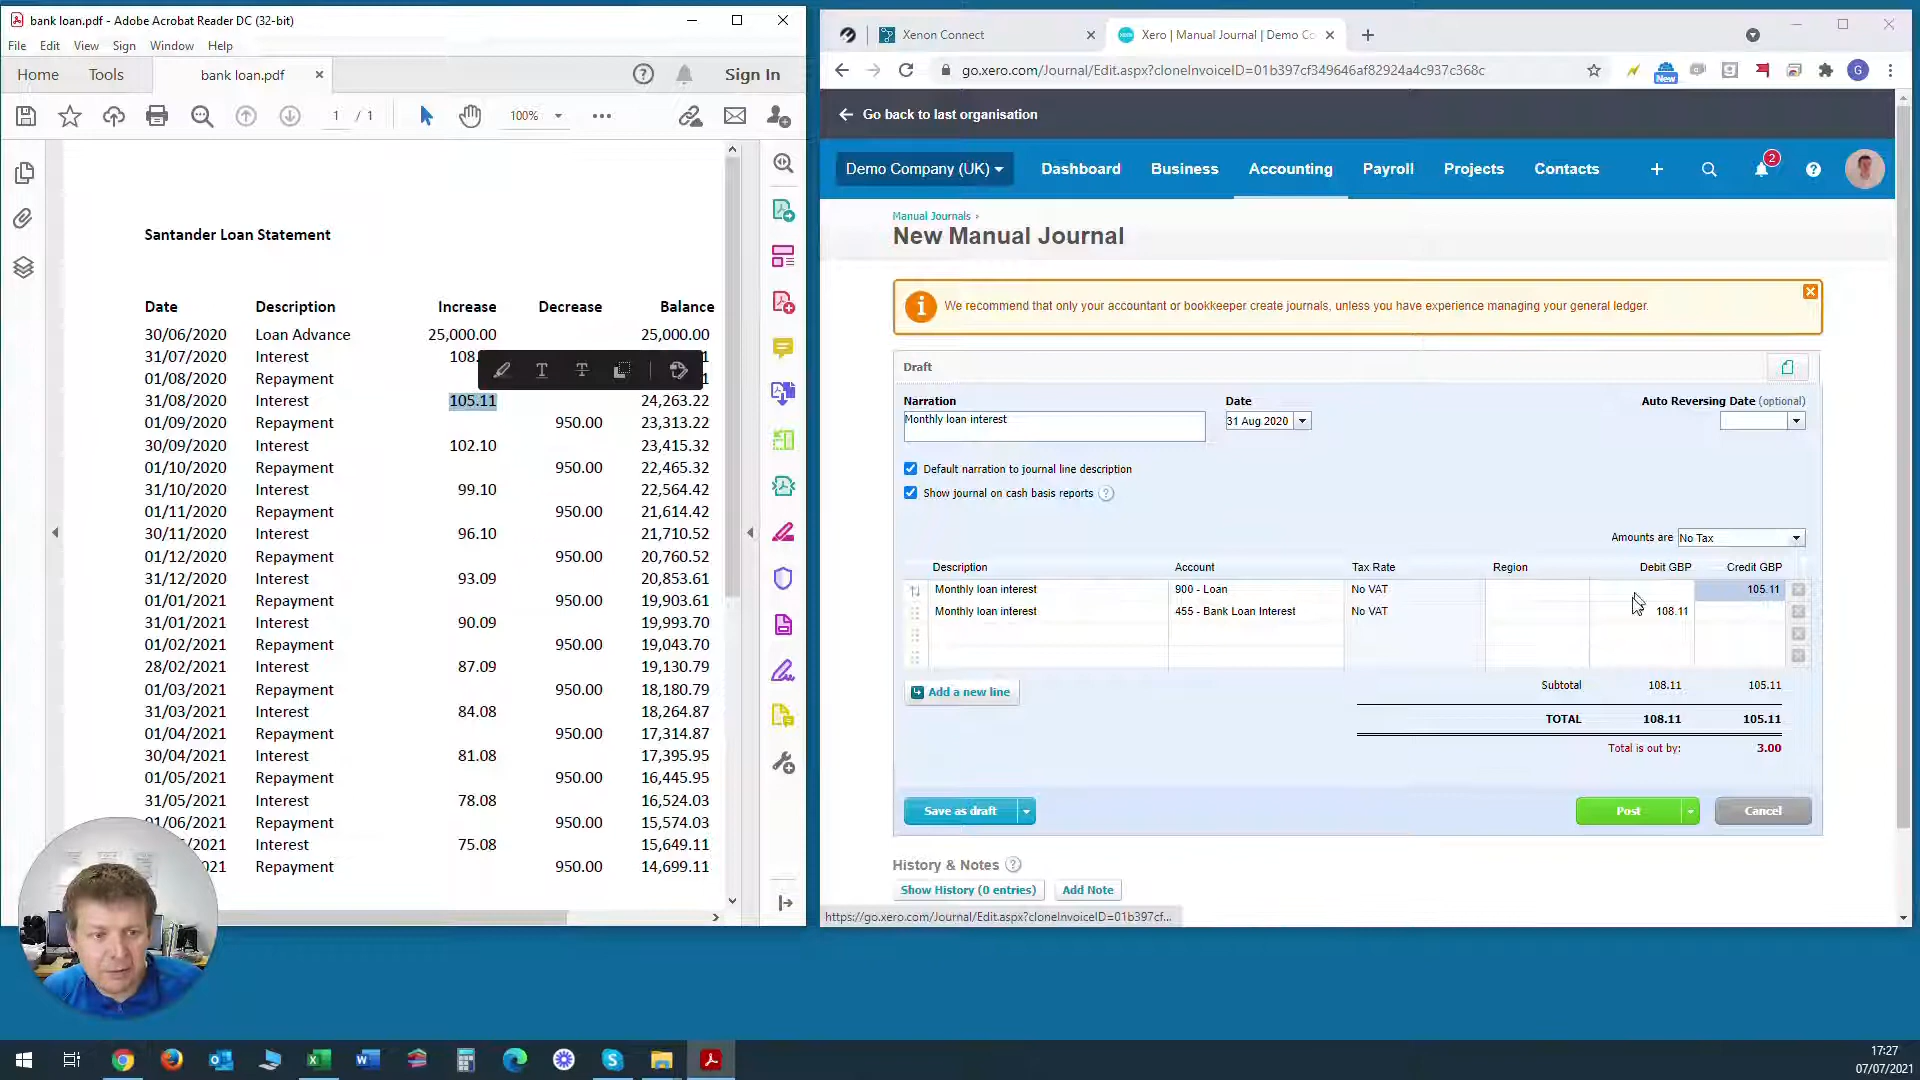 bank loan.pdf - Adobe Acrobat Reader DC (32-bit)
File Edit View Sign Window Help
Home Tools bank loan.pdf Sign In
1 / 1 100%
Santander Loan Statement
Date Description Increase Decrease Balance
30/06/2020 Loan Advance 25,000.00 25,000.00
31/07/2020 Interest 108. 1
01/08/2020 Repayment 1
31/08/2020 Interest 105.11 24,263.22
01/09/2020 Repayment 950.00 23,313.22
30/09/2020 Interest 102.10 23,415.32
01/10/2020 Repayment 950.00 22,465.32
31/10/2020 Interest 99.10 22,564.42
01/11/2020 Repayment 950.00 21,614.42
30/11/2020 Interest 96.10 21,710.52
01/12/2020 Repayment 950.00 20,760.52
31/12/2020 Interest 93.09 20,853.61
01/01/2021 Repayment 950.00 19,903.61
31/01/2021 Interest 90.09 19,993.70
01/02/2021 Repayment 950.00 19,043.70
28/02/2021 Interest 87.09 19,130.79
01/03/2021 Repayment 950.00 18,180.79
31/03/2021 Interest 84.08 18,264.87
01/04/2021 Repayment 950.00 17,314.87
30/04/2021 Interest 81.08 17,395.95
01/05/2021 Repayment 950.00 16,445.95
31/05/2021 Interest 78.08 16,524.03
01/06/2021 Repayment 950.00 15,574.03
2021 Interest 75.08 15,649.11
2021 Repayment 950.00 14,699.11
Xenon Connect Xero | Manual Journal | Demo Co
go.xero.com/Journal/Edit.aspx?cloneInvoiceID=01b397cf349646af82924a4c937c368c New G
Go back to last organisation
Demo Company (UK) Dashboard Business Accounting Payroll Projects Contacts 2
Manual Journals ›
New Manual Journal
We recommend that only your accountant or bookkeeper create journals, unless you have experience managing your general ledger.
Draft
Narration Date Auto Reversing Date (optional)
Monthly loan interest 31 Aug 2020
Default narration to journal line description
Show journal on cash basis reports ?
Amounts are No Tax
Description Account Tax Rate Region Debit GBP Credit GBP
Monthly loan interest 900 - Loan No VAT 105.11
Monthly loan interest 455 - Bank Loan Interest No VAT 108.11
Add a new line
Subtotal 108.11 105.11
TOTAL 108.11 105.11
Total is out by: 3.00
Save as draft Post Cancel
History & Notes ?
Show History (0 entries) Add Note
https://go.xero.com/Journal/Edit.aspx?cloneInvoiceID=01b397cf...
17:27
07/07/2021